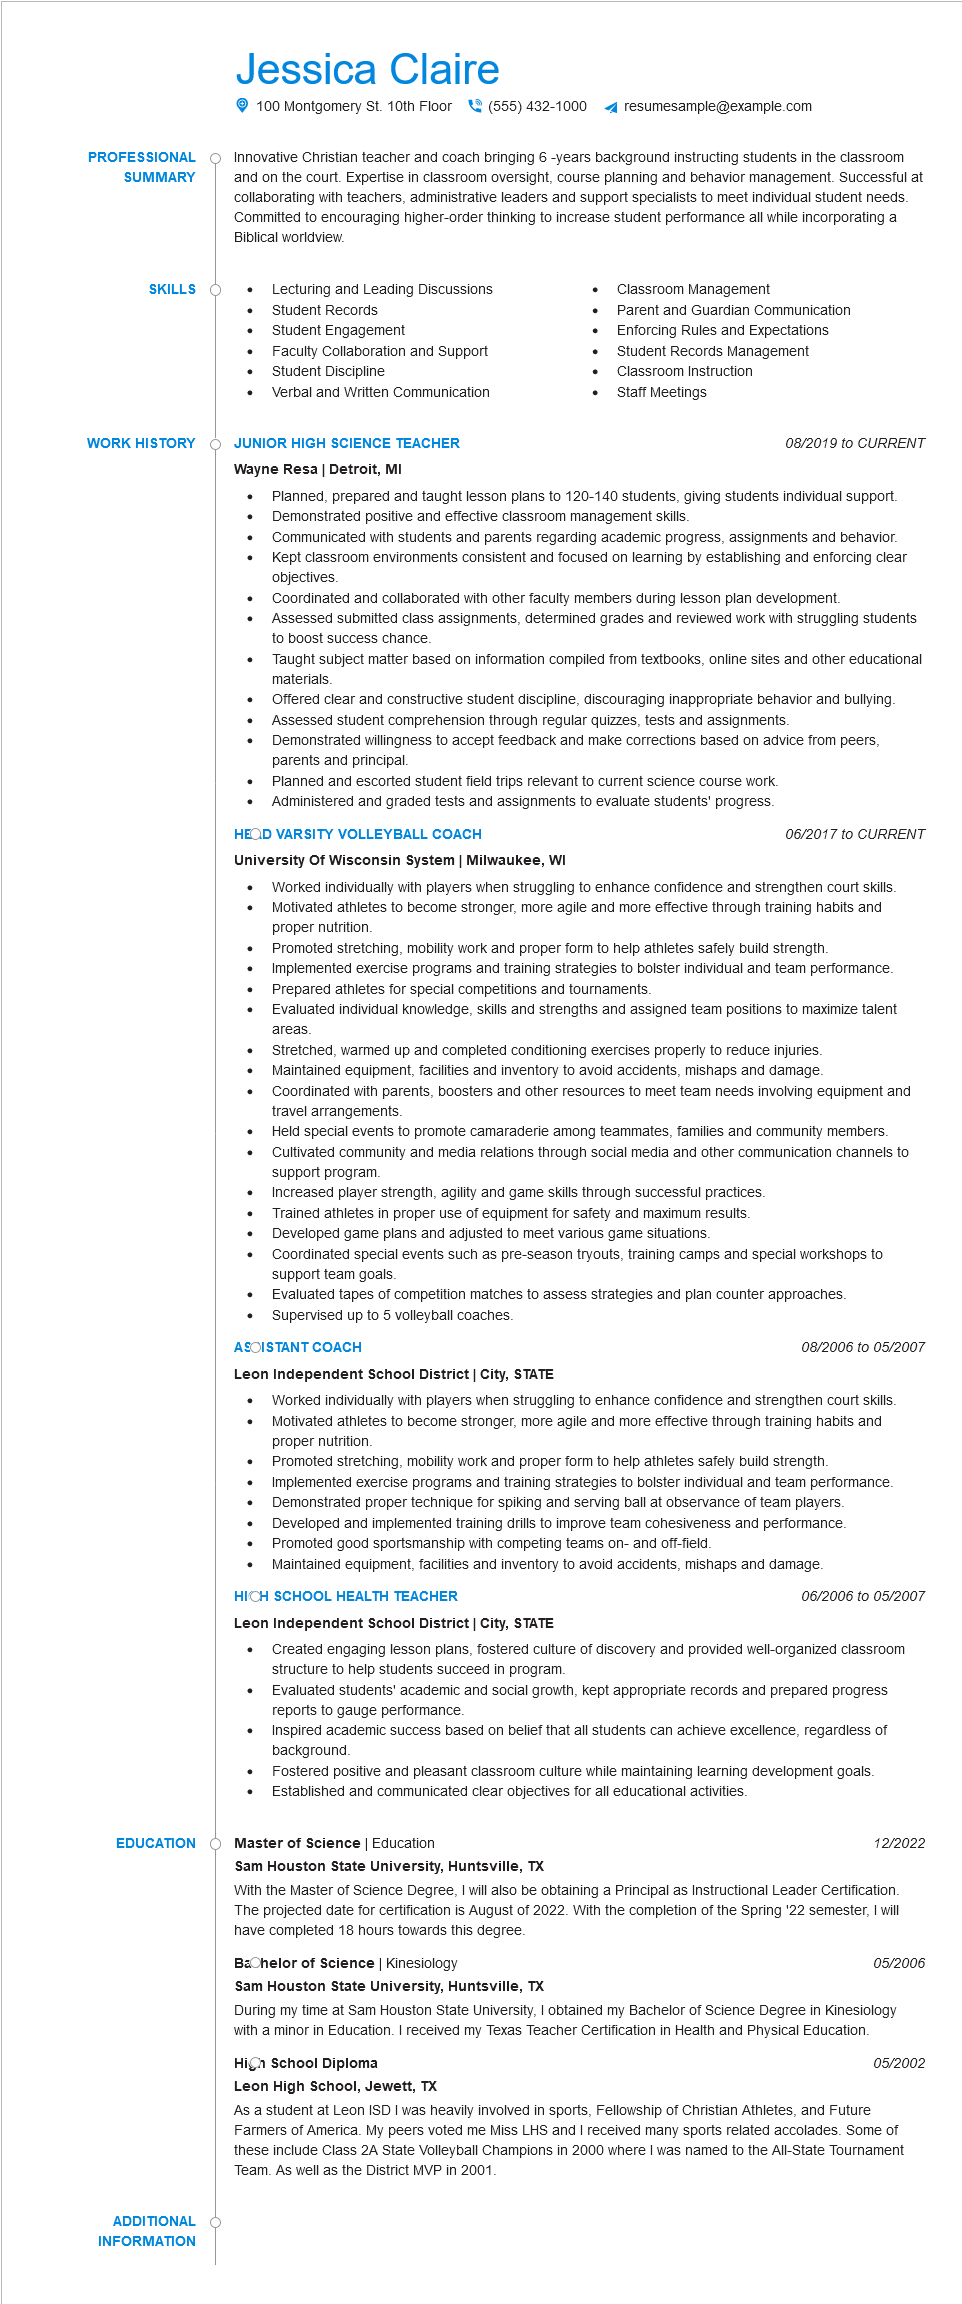 Jessica Claire
100 Montgomery St. 10th Floor (555) 432-1000 resumesample@example.com
PROFESSIONAL
SUMMARY
Innovative Christian teacher and coach bringing 6 -years background instructing students in the classroom
and on the court. Expertise in classroom oversight, course planning and behavior management. Successful at
collaborating with teachers, administrative leaders and support specialists to meet individual student needs.
Committed to encouraging higher-order thinking to increase student performance all while incorporating a
Biblical worldview.
SKILLS
• Lecturing and Leading Discussions
• Student Records
• Student Engagement
• Faculty Collaboration and Support
• Student Discipline
• Verbal and Written Communication
• Classroom Management
• Parent and Guardian Communication
• Enforcing Rules and Expectations
• Student Records Management
• Classroom Instruction
• Staff Meetings
WORK HISTORY
JUNIOR HIGH SCIENCE TEACHER 08/2019 to CURRENT
Wayne Resa | Detroit, MI
• Planned, prepared and taught lesson plans to 120-140 students, giving students individual support.
• Demonstrated positive and effective classroom management skills.
• Communicated with students and parents regarding academic progress, assignments and behavior.
• Kept classroom environments consistent and focused on learning by establishing and enforcing clear
objectives.
• Coordinated and collaborated with other faculty members during lesson plan development.
• Assessed submitted class assignments, determined grades and reviewed work with struggling students
to boost success chance.
• Taught subject matter based on information compiled from textbooks, online sites and other educational
materials.
• Offered clear and constructive student discipline, discouraging inappropriate behavior and bullying.
• Assessed student comprehension through regular quizzes, tests and assignments.
• Demonstrated willingness to accept feedback and make corrections based on advice from peers,
parents and principal.
• Planned and escorted student field trips relevant to current science course work.
• Administered and graded tests and assignments to evaluate students' progress.
HEAD VARSITY VOLLEYBALL COACH 06/2017 to CURRENT
University Of Wisconsin System | Milwaukee, WI
• Worked individually with players when struggling to enhance confidence and strengthen court skills.
• Motivated athletes to become stronger, more agile and more effective through training habits and
proper nutrition.
• Promoted stretching, mobility work and proper form to help athletes safely build strength.
• Implemented exercise programs and training strategies to bolster individual and team performance.
• Prepared athletes for special competitions and tournaments.
• Evaluated individual knowledge, skills and strengths and assigned team positions to maximize talent
areas.
• Stretched, warmed up and completed conditioning exercises properly to reduce injuries.
• Maintained equipment, facilities and inventory to avoid accidents, mishaps and damage.
• Coordinated with parents, boosters and other resources to meet team needs involving equipment and
travel arrangements.
• Held special events to promote camaraderie among teammates, families and community members.
• Cultivated community and media relations through social media and other communication channels to
support program.
• Increased player strength, agility and game skills through successful practices.
• Trained athletes in proper use of equipment for safety and maximum results.
• Developed game plans and adjusted to meet various game situations.
• Coordinated special events such as pre-season tryouts, training camps and special workshops to
support team goals.
• Evaluated tapes of competition matches to assess strategies and plan counter approaches.
• Supervised up to 5 volleyball coaches.
ASSISTANT COACH 08/2006 to 05/2007
Leon Independent School District | City, STATE
• Worked individually with players when struggling to enhance confidence and strengthen court skills.
• Motivated athletes to become stronger, more agile and more effective through training habits and
proper nutrition.
• Promoted stretching, mobility work and proper form to help athletes safely build strength.
• Implemented exercise programs and training strategies to bolster individual and team performance.
• Demonstrated proper technique for spiking and serving ball at observance of team players.
• Developed and implemented training drills to improve team cohesiveness and performance.
• Promoted good sportsmanship with competing teams on- and off-field.
• Maintained equipment, facilities and inventory to avoid accidents, mishaps and damage.
HIGH SCHOOL HEALTH TEACHER 06/2006 to 05/2007
Leon Independent School District | City, STATE
• Created engaging lesson plans, fostered culture of discovery and provided well-organized classroom
structure to help students succeed in program.
• Evaluated students' academic and social growth, kept appropriate records and prepared progress
reports to gauge performance.
• Inspired academic success based on belief that all students can achieve excellence, regardless of
background.
• Fostered positive and pleasant classroom culture while maintaining learning development goals.
• Established and communicated clear objectives for all educational activities.
EDUCATION
Master of Science | Education 12/2022
Sam Houston State University, Huntsville, TX
With the Master of Science Degree, I will also be obtaining a Principal as Instructional Leader Certification.
The projected date for certification is August of 2022. With the completion of the Spring '22 semester, I will
have completed 18 hours towards this degree.
Bachelor of Science | Kinesiology 05/2006
Sam Houston State University, Huntsville, TX
During my time at Sam Houston State University, I obtained my Bachelor of Science Degree in Kinesiology
with a minor in Education. I received my Texas Teacher Certification in Health and Physical Education.
High School Diploma 05/2002
Leon High School, Jewett, TX
As a student at Leon ISD I was heavily involved in sports, Fellowship of Christian Athletes, and Future
Farmers of America. My peers voted me Miss LHS and I received many sports related accolades. Some of
these include Class 2A State Volleyball Champions in 2000 where I was named to the All-State Tournament
Team. As well as the District MVP in 2001.
ADDITIONAL
INFORMATION